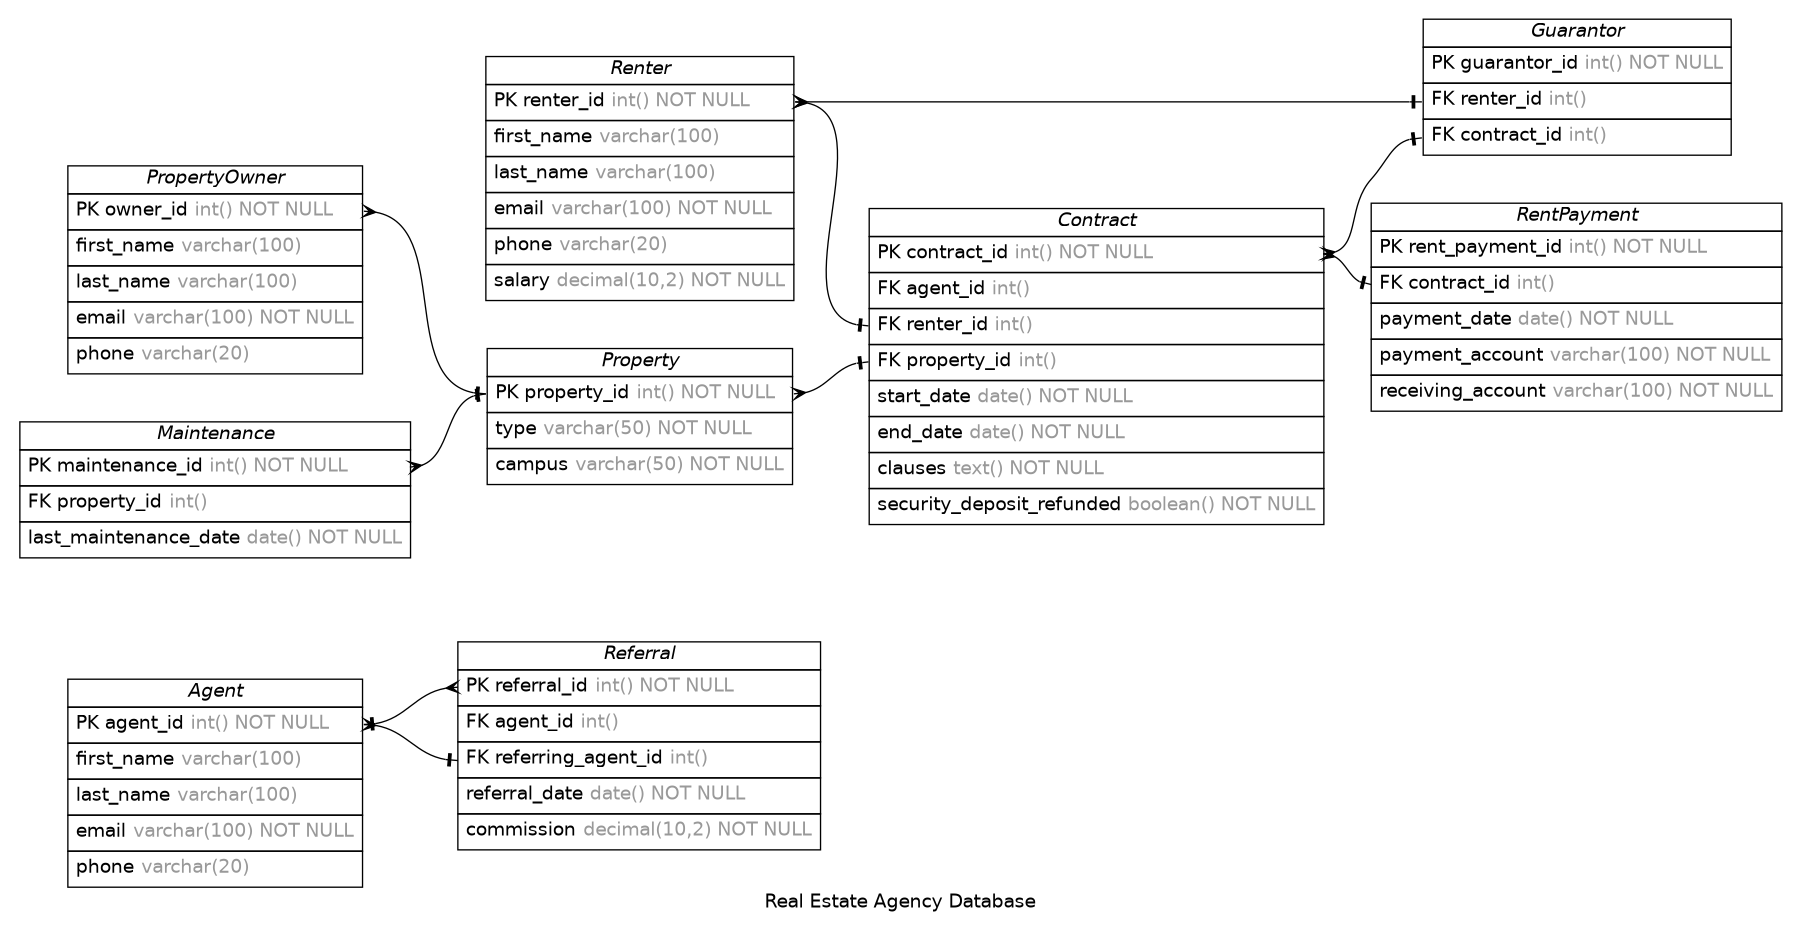 Guarantor
PK guarantor_id int() NOT NULL
FK renter_id int()
FK contract_id int()
Renter
PK renter_id int() NOT NULL
first_name varchar(100)
last_name varchar(100)
email varchar(100) NOT NULL
phone varchar(20)
salary decimal(10,2) NOT NULL
PropertyOwner
PK owner_id int() NOT NULL
first_name varchar(100)
last_name varchar(100)
email varchar(100) NOT NULL
phone varchar(20)
Contract
PK contract_id int() NOT NULL
FK agent_id int()
FK renter_id int()
FK property_id int()
start_date date() NOT NULL
end_date date() NOT NULL
clauses text() NOT NULL
security_deposit_refunded boolean() NOT NULL
RentPayment
PK rent_payment_id int() NOT NULL
FK contract_id int()
payment_date date() NOT NULL
payment_account varchar(100) NOT NULL
receiving_account varchar(100) NOT NULL
Property
PK property_id int() NOT NULL
type varchar(50) NOT NULL
campus varchar(50) NOT NULL
Maintenance
PK maintenance_id int() NOT NULL
FK property_id int()
last_maintenance_date date() NOT NULL
Referral
PK referral_id int() NOT NULL
FK agent_id int()
FK referring_agent_id int()
referral_date date() NOT NULL
commission decimal(10,2) NOT NULL
Agent
PK agent_id int() NOT NULL
first_name varchar(100)
last_name varchar(100)
email varchar(100) NOT NULL
phone varchar(20)
Real Estate Agency Database